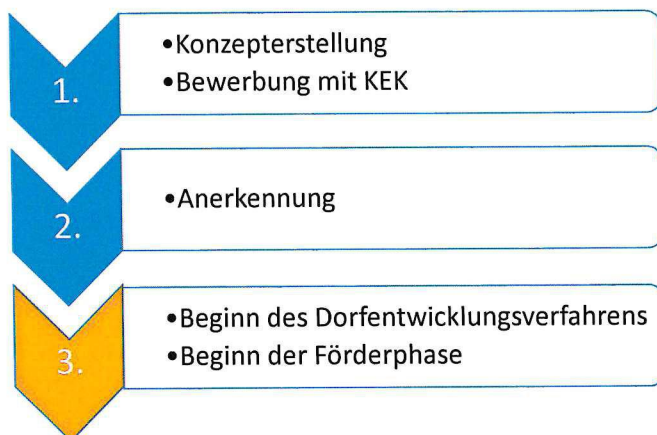 1.
•Konzepterstellung
•Bewerbung mit KEK
2.
•Anerkennung
3.
•Beginn des Dorfentwicklungsverfahrens
•Beginn der Förderphase